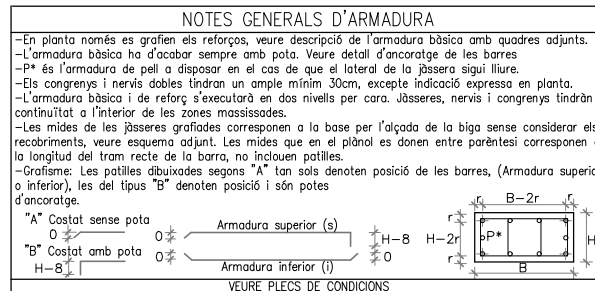 NOTES GENERALS D'ARMADURA
-En planta només es grafien els reforços, veure descripció de l'armadura bàsica amb quadres adjunts.
-L'armadura bàsica ha d'acabar sempre amb pota. Veure detall d'ancoratge de les barres
-P* és l'armadura de pell a disposar en el cas de que el lateral de la jàssera sigui lliure.
-Els congrenys i nervis dobles tindran un ample mínim 30cm, excepte indicació expressa en planta.
-L'armadura bàsica i de reforç s'executarà en dos nivells per cara. Jàsseres, nervis i congrenys tindràn
continuïtat a l'interior de les zones massissades.
-Les mides de les jàsseres grafiades corresponen a la base per l'alçada de la biga sense considerar els
recobriments, veure esquema adjunt. Les mides que en el plànol es donen entre parèntesi corresponen
la longitud del tram recte de la barra, no inclouen patilles.
-Grafisme: Les patilles dibuixades segons "A" tan sols denoten posició de les barres, (Armadura superio
o inferior), les del tipus "B" denoten posició i són potes
d'ancoratge.
r B-2r r
"A" Costat sense pota
0
"B" Costat amb pota
H-8
0 Armadura superior (s) H-8
0 Armadura inferior (i) 0
r
H-2r P* H
r
B
VEURE PLECS DE CONDICIONS